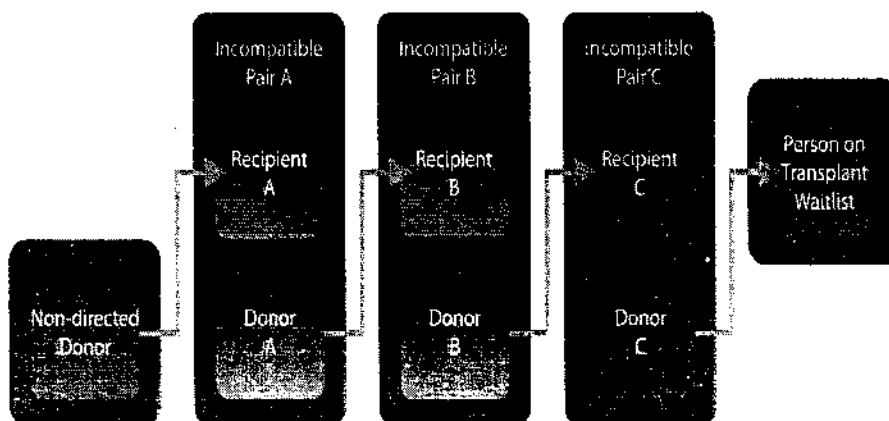 Incompatible
Pair A
Recipient
A
Donor
A
Incompatible
Pair B
Recipient
B
Donor
B
Incompatible
Pair C
Recipient
C
Donor
C
Person on
Transplant
Waitlist
Non-directed
Donor